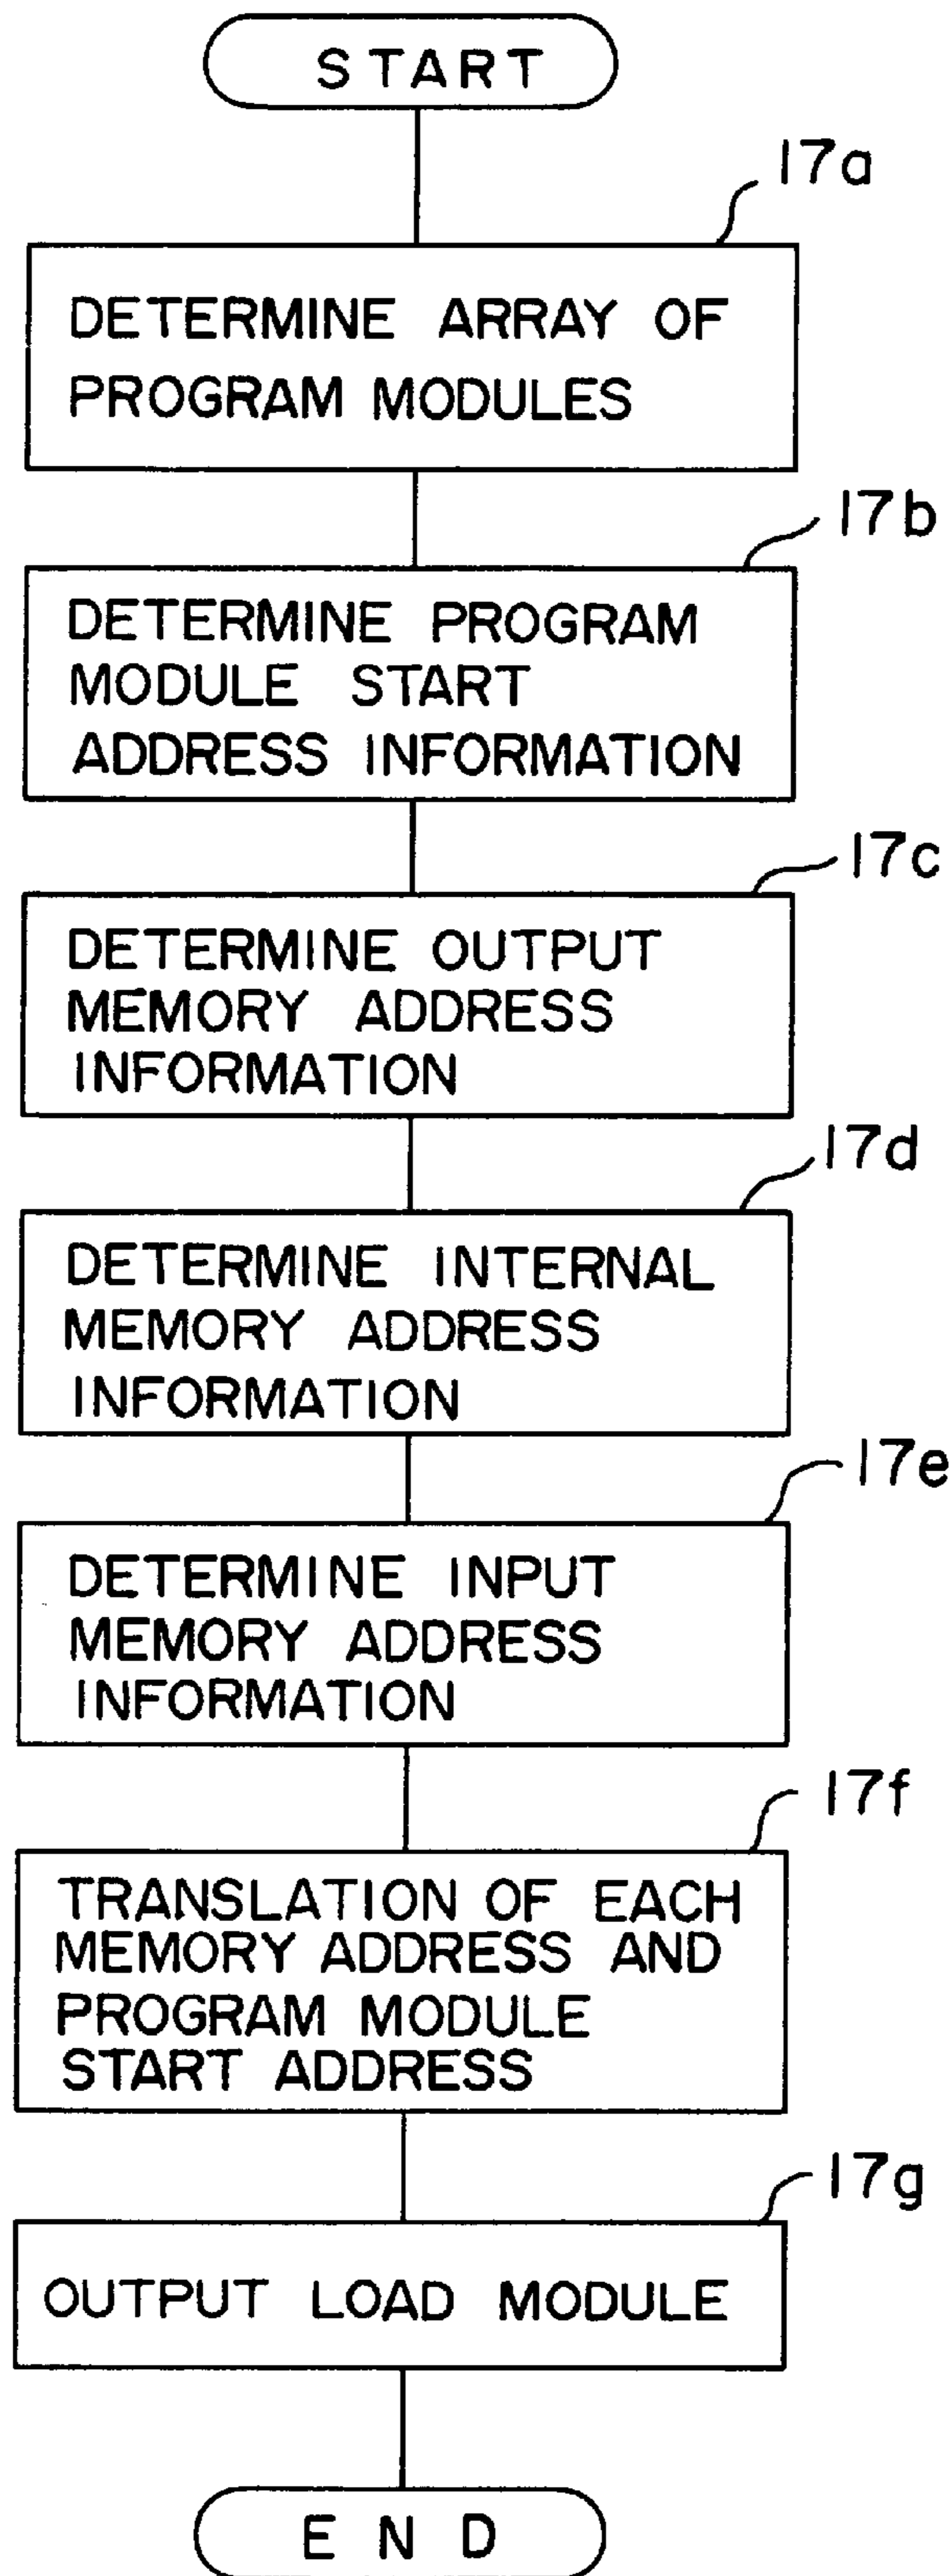 START
17a
DETERMINE ARRAY OF
PROGRAM MODULES
17b
DETERMINE PROGRAM
MODULE START
ADDRESS INFORMATION
17c
DETERMINE OUTPUT
MEMORY ADDRESS
INFORMATION
17d
DETERMINE INTERNAL
MEMORY ADDRESS
INFORMATION
17e
DETERMINE INPUT
MEMORY ADDRESS
INFORMATION
17f
TRANSLATION OF EACH
MEMORY ADDRESS AND
PROGRAM MODULE
START ADDRESS
17g
OUTPUT LOAD MODULE
END